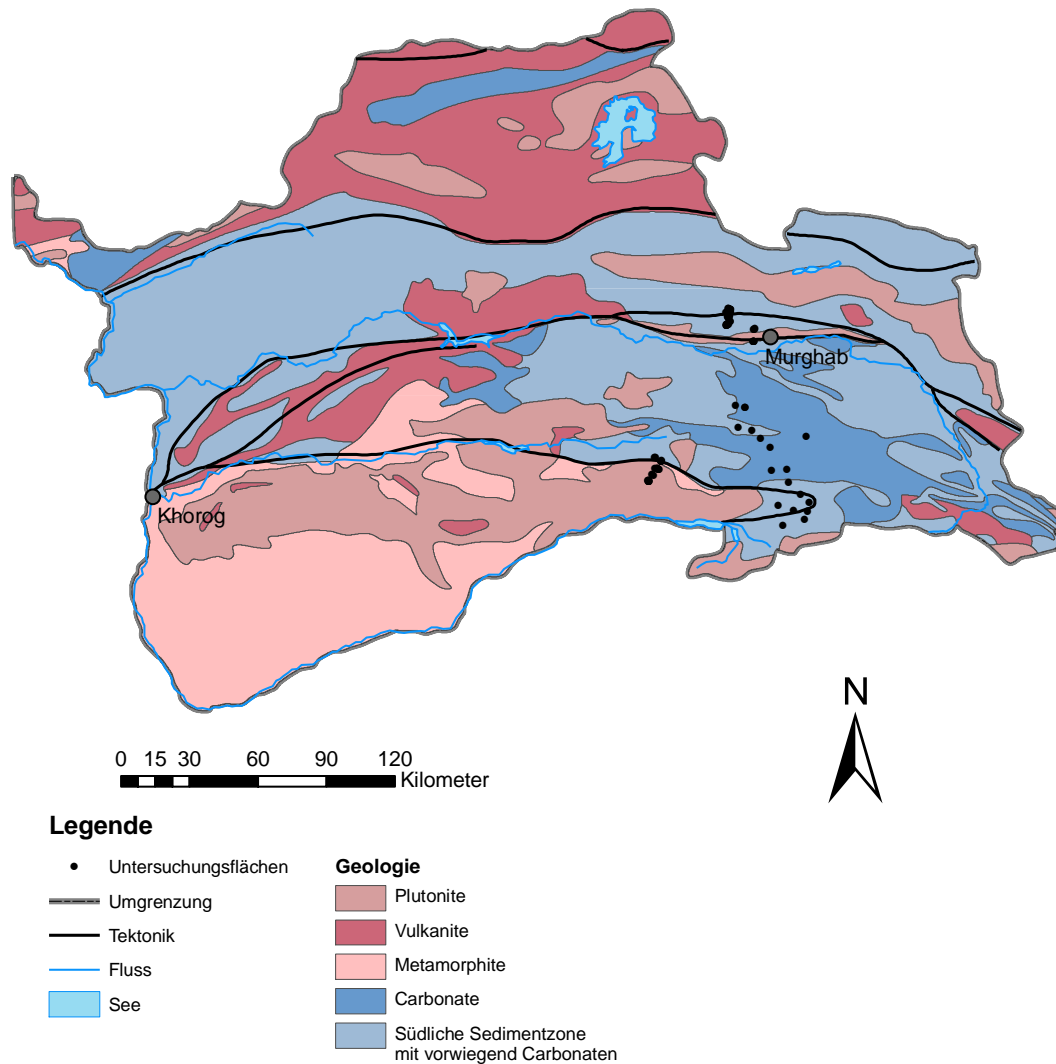 Murghab
Khorog
N
0 15 30 60 90 120
Kilometer
Legende
Untersuchungsflächen
Umgrenzung
Tektonik
Fluss
See
Geologie
Plutonite
Vulkanite
Metamorphite
Carbonate
Südliche Sedimentzone
mit vorwiegend Carbonaten